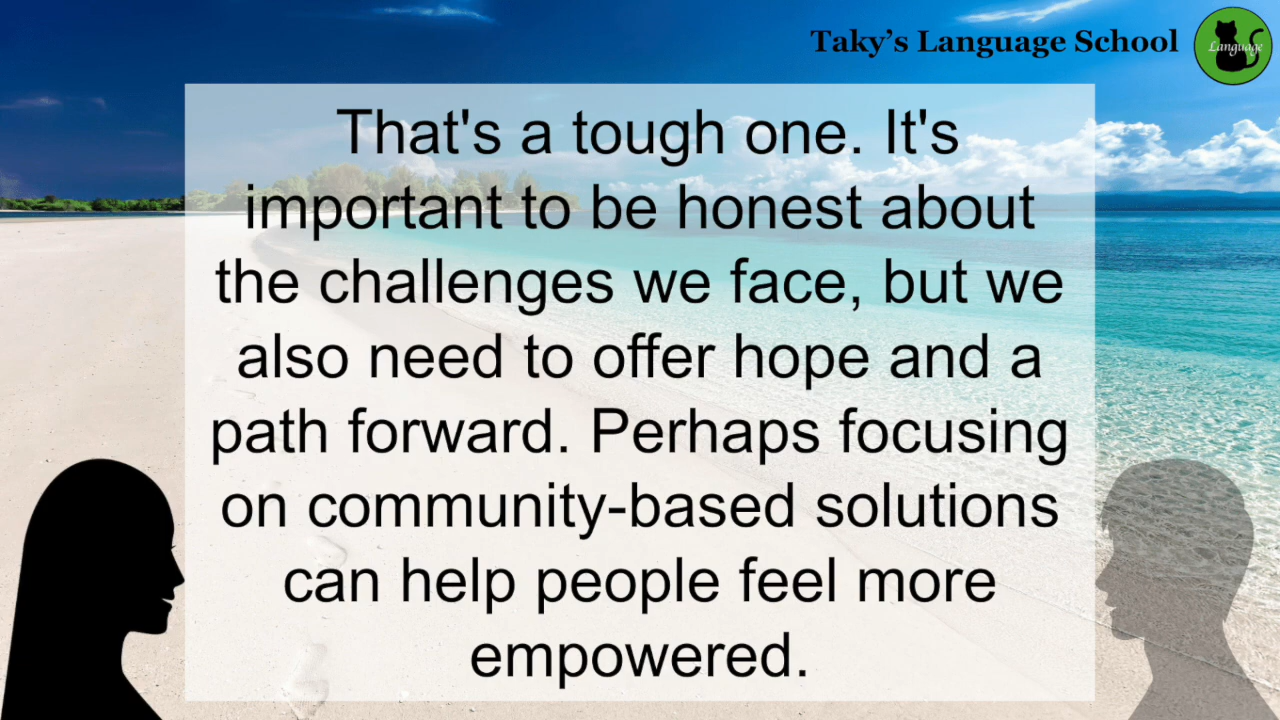 Taky’s Language School
Language
That's a tough one. It's
important to be honest about
the challenges we face, but we
also need to offer hope and a
path forward. Perhaps focusing
on community-based solutions
can help people feel more
empowered.